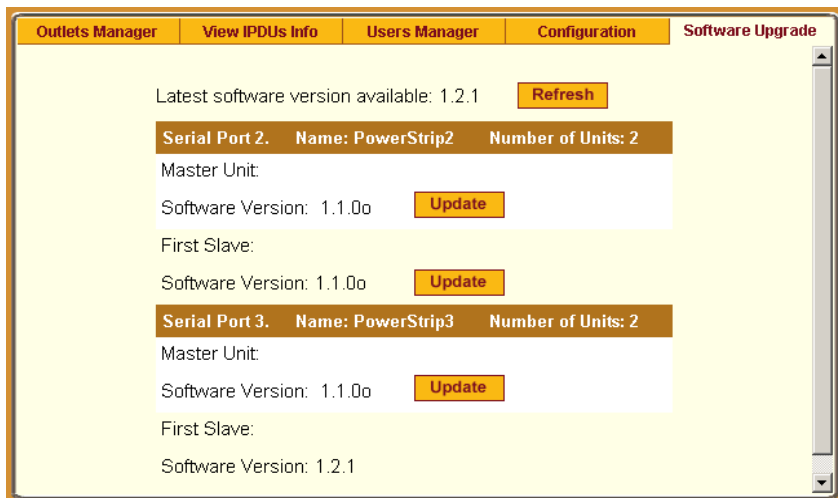 Outlets Manager View IPDUs Info Users Manager Configuration Software Upgrade
Latest software version available: 1.2.1 Refresh
Serial Port 2. Name: PowerStrip2 Number of Units: 2
Master Unit:
Software Version: 1.1.0o Update
First Slave:
Software Version: 1.1.0o Update
Serial Port 3. Name: PowerStrip3 Number of Units: 2
Master Unit:
Software Version: 1.1.0o Update
First Slave:
Software Version: 1.2.1